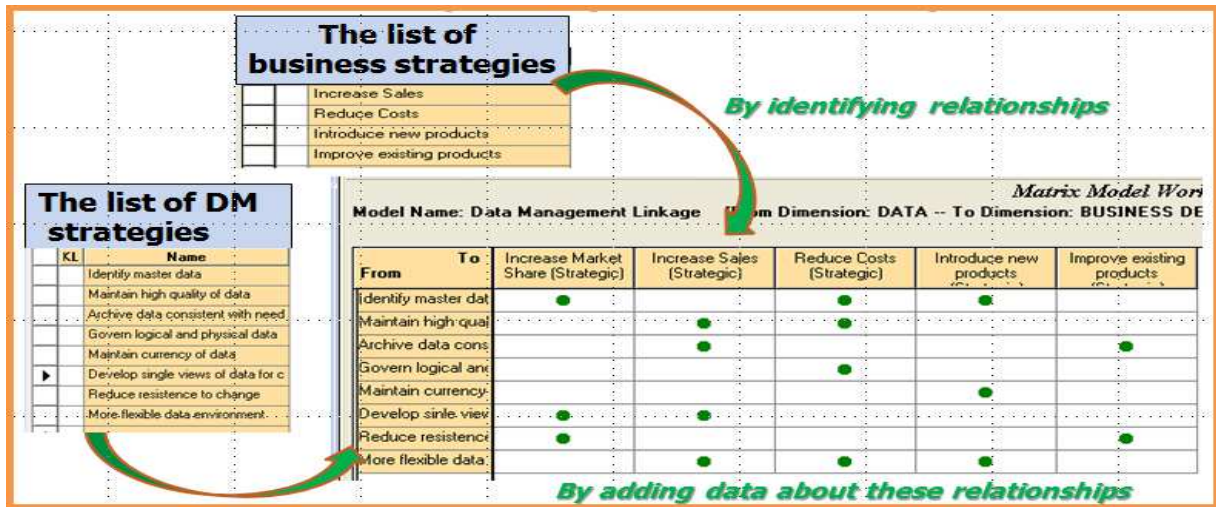 The list of
business strategies
Increase Sales
Reduce Costs
Introduce new products
Improve existing products
By identifying relationships
The list of DM
strategies
KL Name
Identify master data
Maintain high quality of data
Archive data consistent with need
Govern logical and physical data
Maintain currency of data
Develop single views of data for c
Reduce resistence to change
More flexible data environment
Matrix Model Wor
Model Name: Data Management Linkage Dimension: DATA -- To Dimension: BUSINESS DE
To
From
Increase Market
Share (Strategic)
Increase Sales
(Strategic)
Reduce Costs
(Strategic)
Introduce new
products
Improve existing
products
identify master dat
Maintain high qual
Archive data cons
Govern logical and
Maintain currency
Develop sinle view
Reduce resistence
More flexible data
By adding data about these relationships